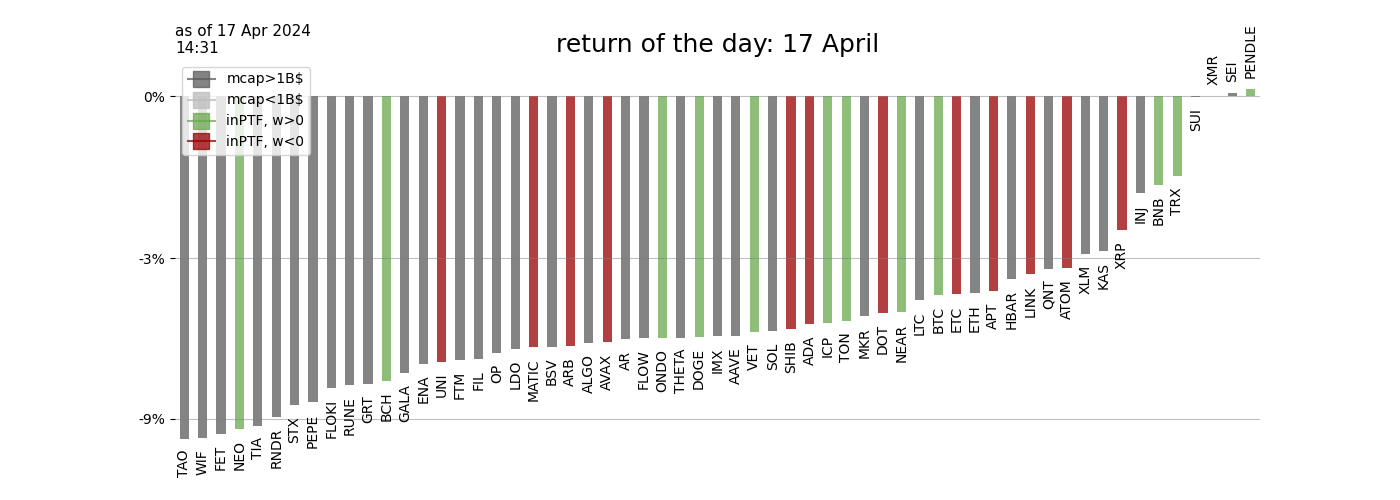 as of 17 Apr 2024
14:31
return of the day: 17 April
mcap>1B$
mcap<1B$
inPTF, w>0
inPTF, w<0
0%
-3%
-9%
TAO
WIF
FET
NEO
TIA
RNDR
STX
PEPE
FLOKI
RUNE
GRT
BCH
GALA
ENA
UNI
FTM
FIL
OP
LDO
MATIC
BSV
ARB
ALGO
AVAX
AR
FLOW
ONDO
THETA
DOGE
IMX
AAVE
VET
SOL
SHIB
ADA
ICP
TON
MKR
DOT
NEAR
LTC
BTC
ETC
ETH
APT
HBAR
LINK
QNT
ATOM
XLM
KAS
XRP
INJ
BNB
TRX
SUI
XMR
SEI
PENDLE